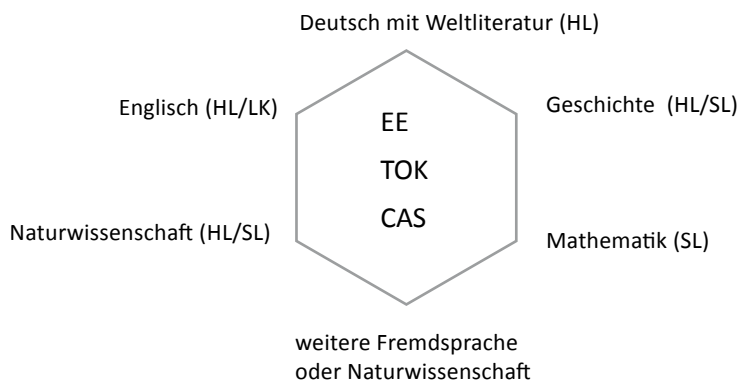 Deutsch mit Weltliteratur (HL)
Englisch (HL/LK)
Geschichte (HL/SL)
EE
TOK
CAS
Naturwissenschaft (HL/SL)
Mathematik (SL)
weitere Fremdsprache
oder Naturwissenschaft